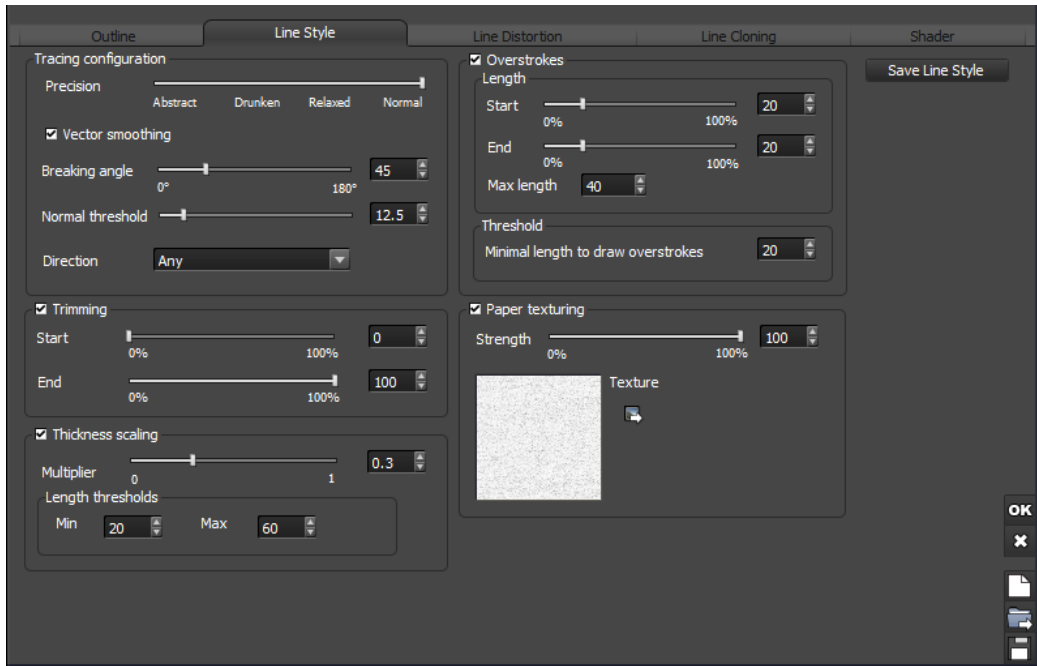 Outline Line Style Line Distortion Line Cloning Shader
Tracing configuration
Precision
Abstract Drunken Relaxed Normal
Vector smoothing
Breaking angle 45
0° 180°
Normal threshold 12.5
Direction Any
Trimming
Start 0
0% 100%
End 100
0% 100%
Thickness scaling
Multiplier 0.3
0 1
Length thresholds
Min 20 Max 60
Overstrokes
Length
Start 20
0% 100%
End 20
0% 100%
Max length 40
Threshold
Minimal length to draw overstrokes 20
Paper texturing
Strength 100
0% 100%
Texture
Save Line Style
OK